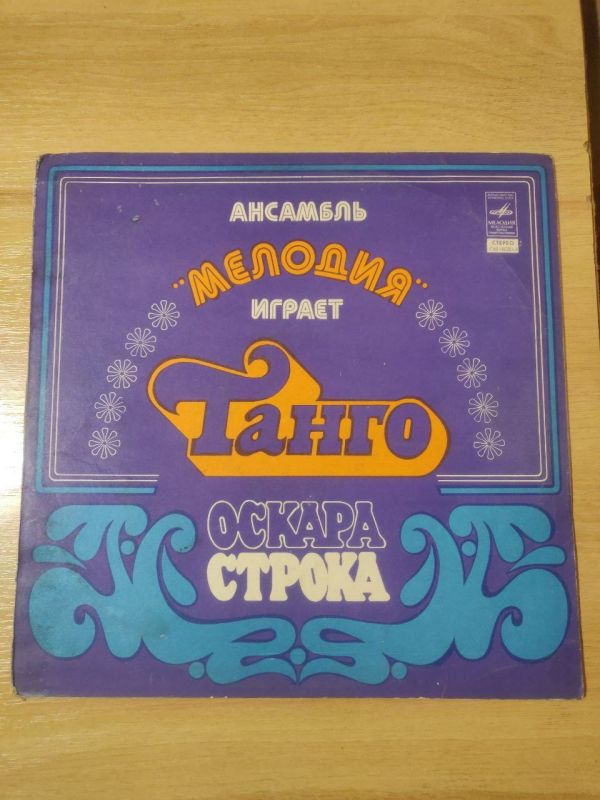 АНСАМБЛЬ
"МЕЛОДИЯ"
ИГРАЕТ
Танго
ОСКАРА
СТРОКА
МЕЛОДИЯ
СТЕРЕО